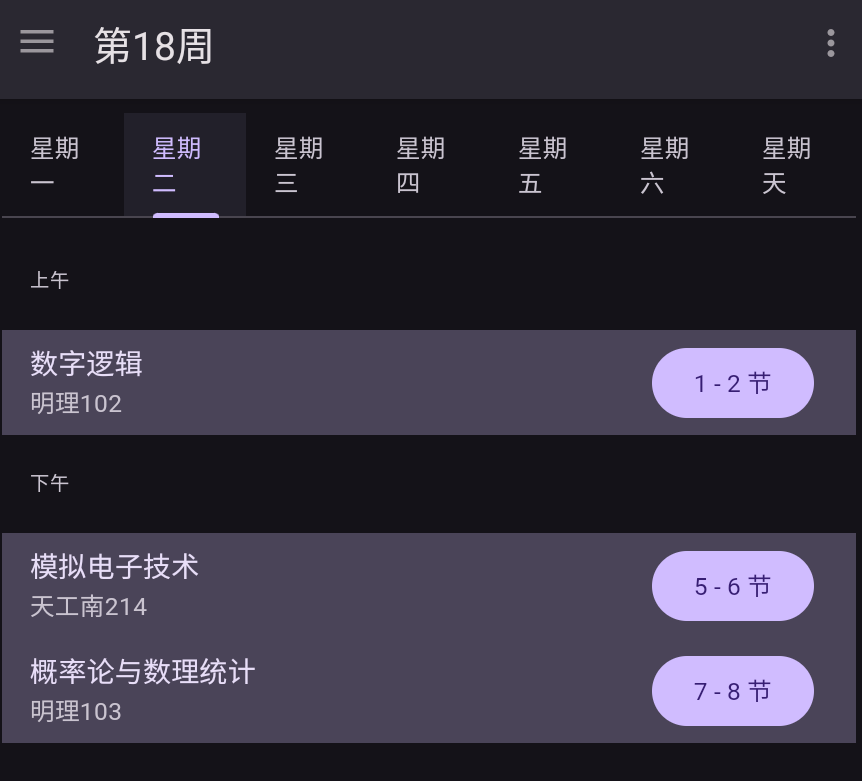 第18周
星期一
星期二
星期三
星期四
星期五
星期六
星期天
上午
数字逻辑
明理102
1 - 2 节
下午
模拟电子技术
天工南214
5 - 6 节
概率论与数理统计
明理103
7 - 8 节